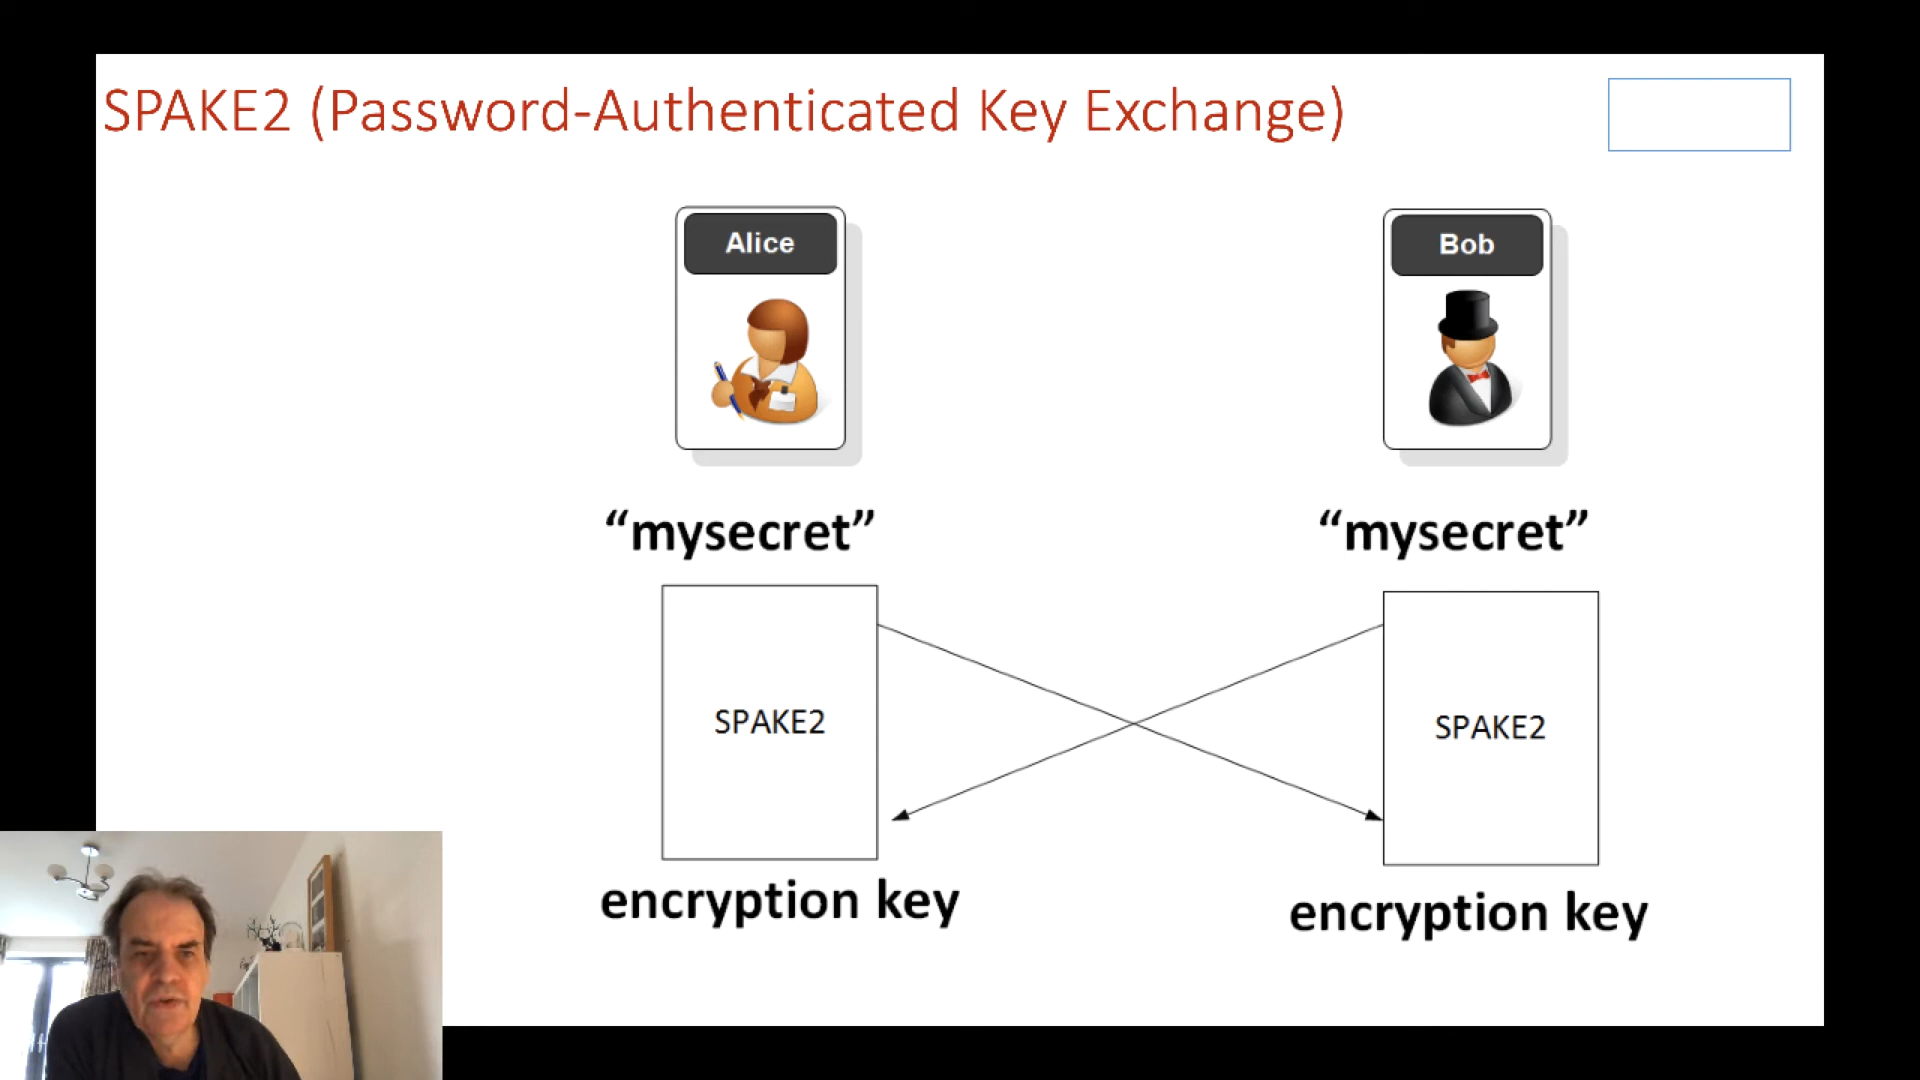 SPAKE2 (Password-Authenticated Key Exchange)
Alice
Bob
“mysecret”
“mysecret”
SPAKE2
SPAKE2
encryption key
encryption key